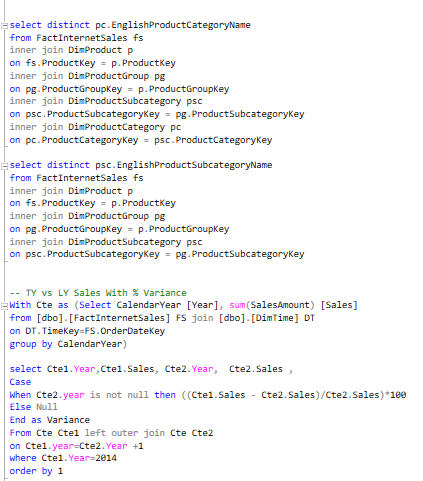 select distinct pc.EnglishProductCategoryName
from FactInternetSales fs
inner join DimProduct p
on fs.ProductKey = p.ProductKey
inner join DimProductGroup pg
on pg.ProductGroupKey = p.ProductGroupKey
inner join DimProductSubcategory psc
on psc.ProductSubcategoryKey = pg.ProductSubcategoryKey
inner join DimProductCategory pc
on pc.ProductCategoryKey = psc.ProductCategoryKey
select distinct psc.EnglishProductSubcategoryName
from FactInternetSales fs
inner join DimProduct p
on fs.ProductKey = p.ProductKey
inner join DimProductGroup pg
on pg.ProductGroupKey = p.ProductGroupKey
inner join DimProductSubcategory psc
on psc.ProductSubcategoryKey = pg.ProductSubcategoryKey
-- TY vs LY Sales With % Variance
With Cte as (Select CalendarYear [Year], sum(SalesAmount) [Sales]
from [dbo].[FactInternetSales] FS join [dbo].[DimTime] DT
on DT.TimeKey=FS.OrderDateKey
group by CalendarYear)
select Cte1.Year,Cte1.Sales, Cte2.Year,  Cte2.Sales ,
Case
When Cte2.year is not null then ((Cte1.Sales - Cte2.Sales)/Cte2.Sales)*100
Else Null
End as Variance
From Cte Cte1 left outer join Cte Cte2
on Cte1.year=Cte2.Year +1
where Cte1.Year=2014
order by 1